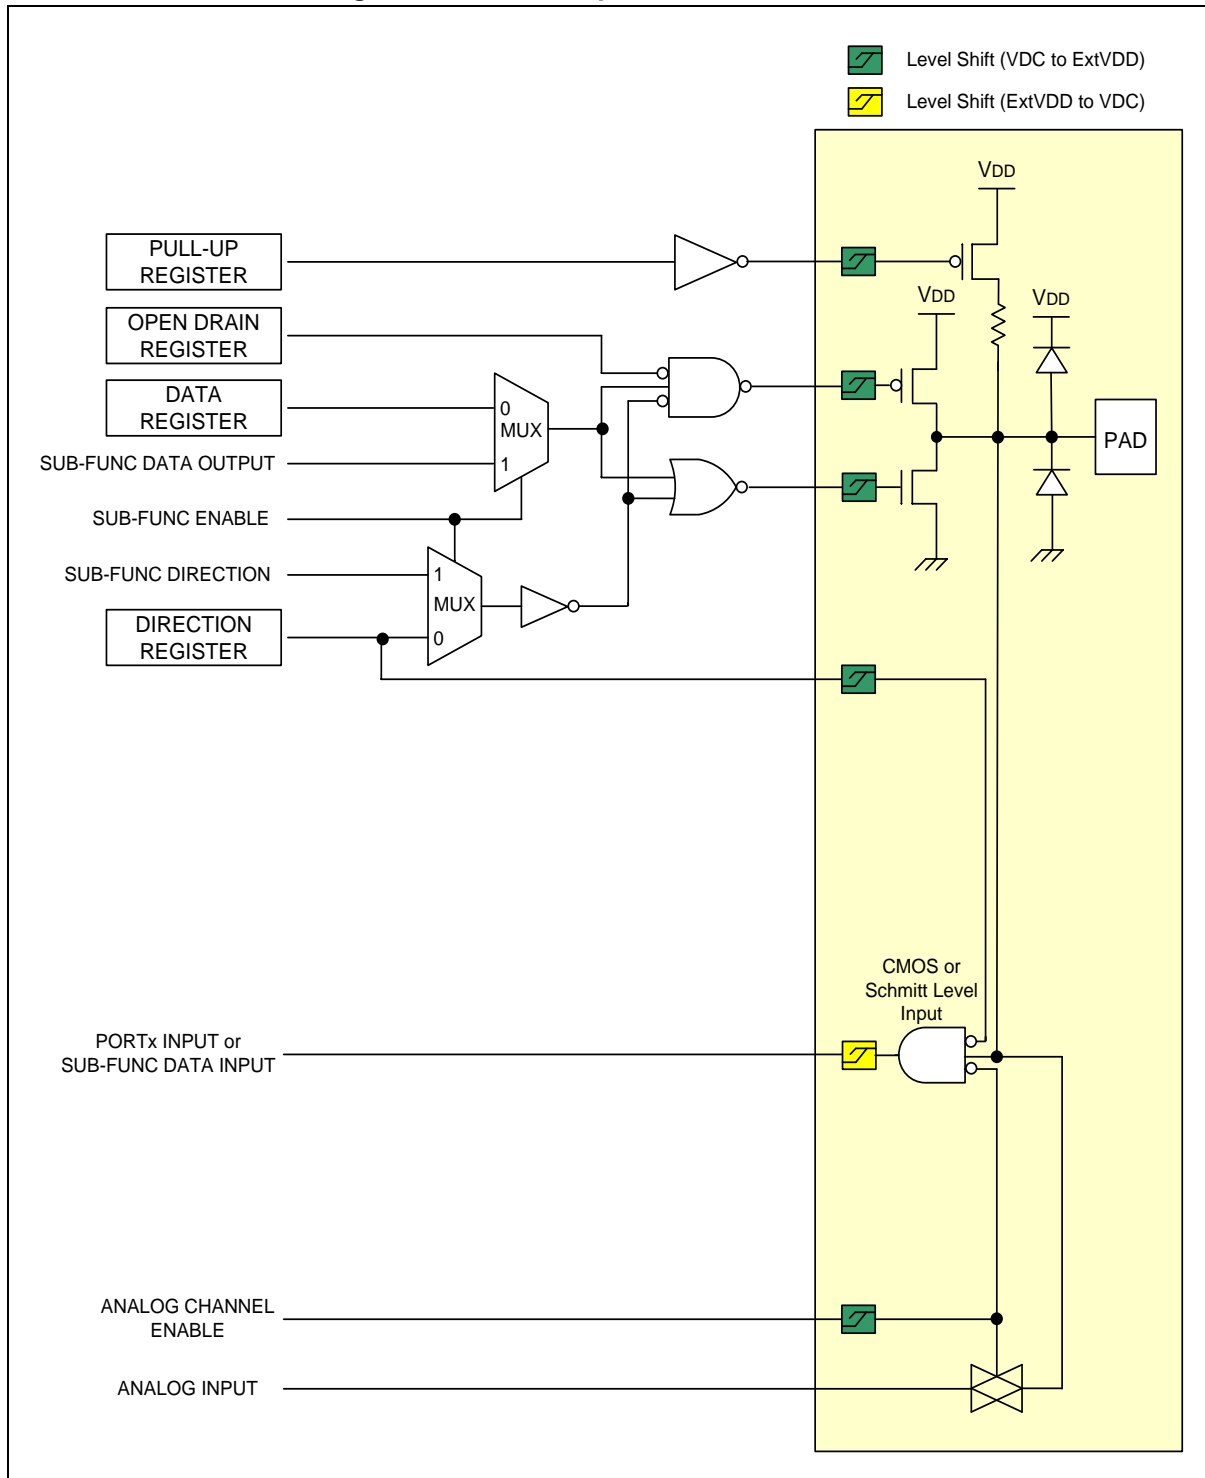 Level Shift (VDC to ExtVDD)
Level Shift (ExtVDD to VDC)
VDD
PULL-UP
REGISTER
VDD
VDD
OPEN DRAIN
REGISTER
DATA
REGISTER
0
MUX
1
PAD
SUB-FUNC DATA OUTPUT
SUB-FUNC ENABLE
SUB-FUNC DIRECTION
1
MUX
0
DIRECTION
REGISTER
CMOS or
Schmitt Level
Input
PORTx INPUT or
SUB-FUNC DATA INPUT
ANALOG CHANNEL
ENABLE
ANALOG INPUT